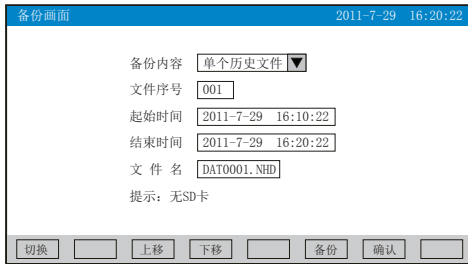 备份画面 2011-7-29 16:20:22
备份内容 单个历史文件
文件序号 001
起始时间 2011-7-29 16:10:22
结束时间 2011-7-29 16:20:22
文 件 名 DAT0001.NHD
提示：无SD卡
切换 上移 下移 备份 确认